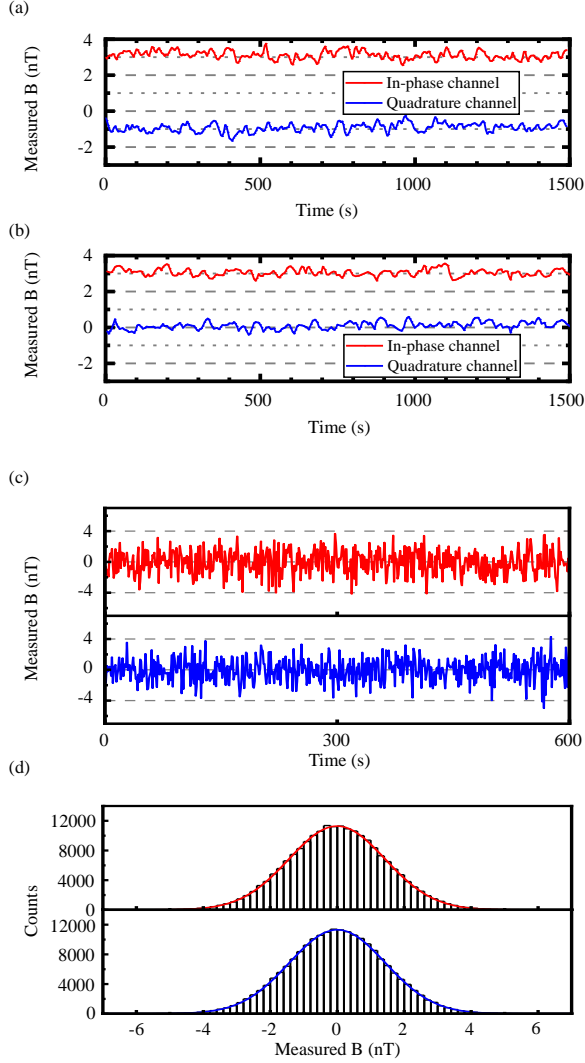 (a)
4
2
0
-2
Measured B (nT)
In-phase channel
Quadrature channel
0
500
1000
1500
Time (s)
(b)
4
2
0
-2
Measured B (nT)
In-phase channel
Quadrature channel
0
500
1000
1500
Time (s)
(c)
4
0
-4
4
0
-4
Measured B (nT)
0
300
600
Time (s)
(d)
12000
8000
4000
0
12000
8000
4000
0
Counts
-6
-4
-2
0
2
4
6
Measured B (nT)